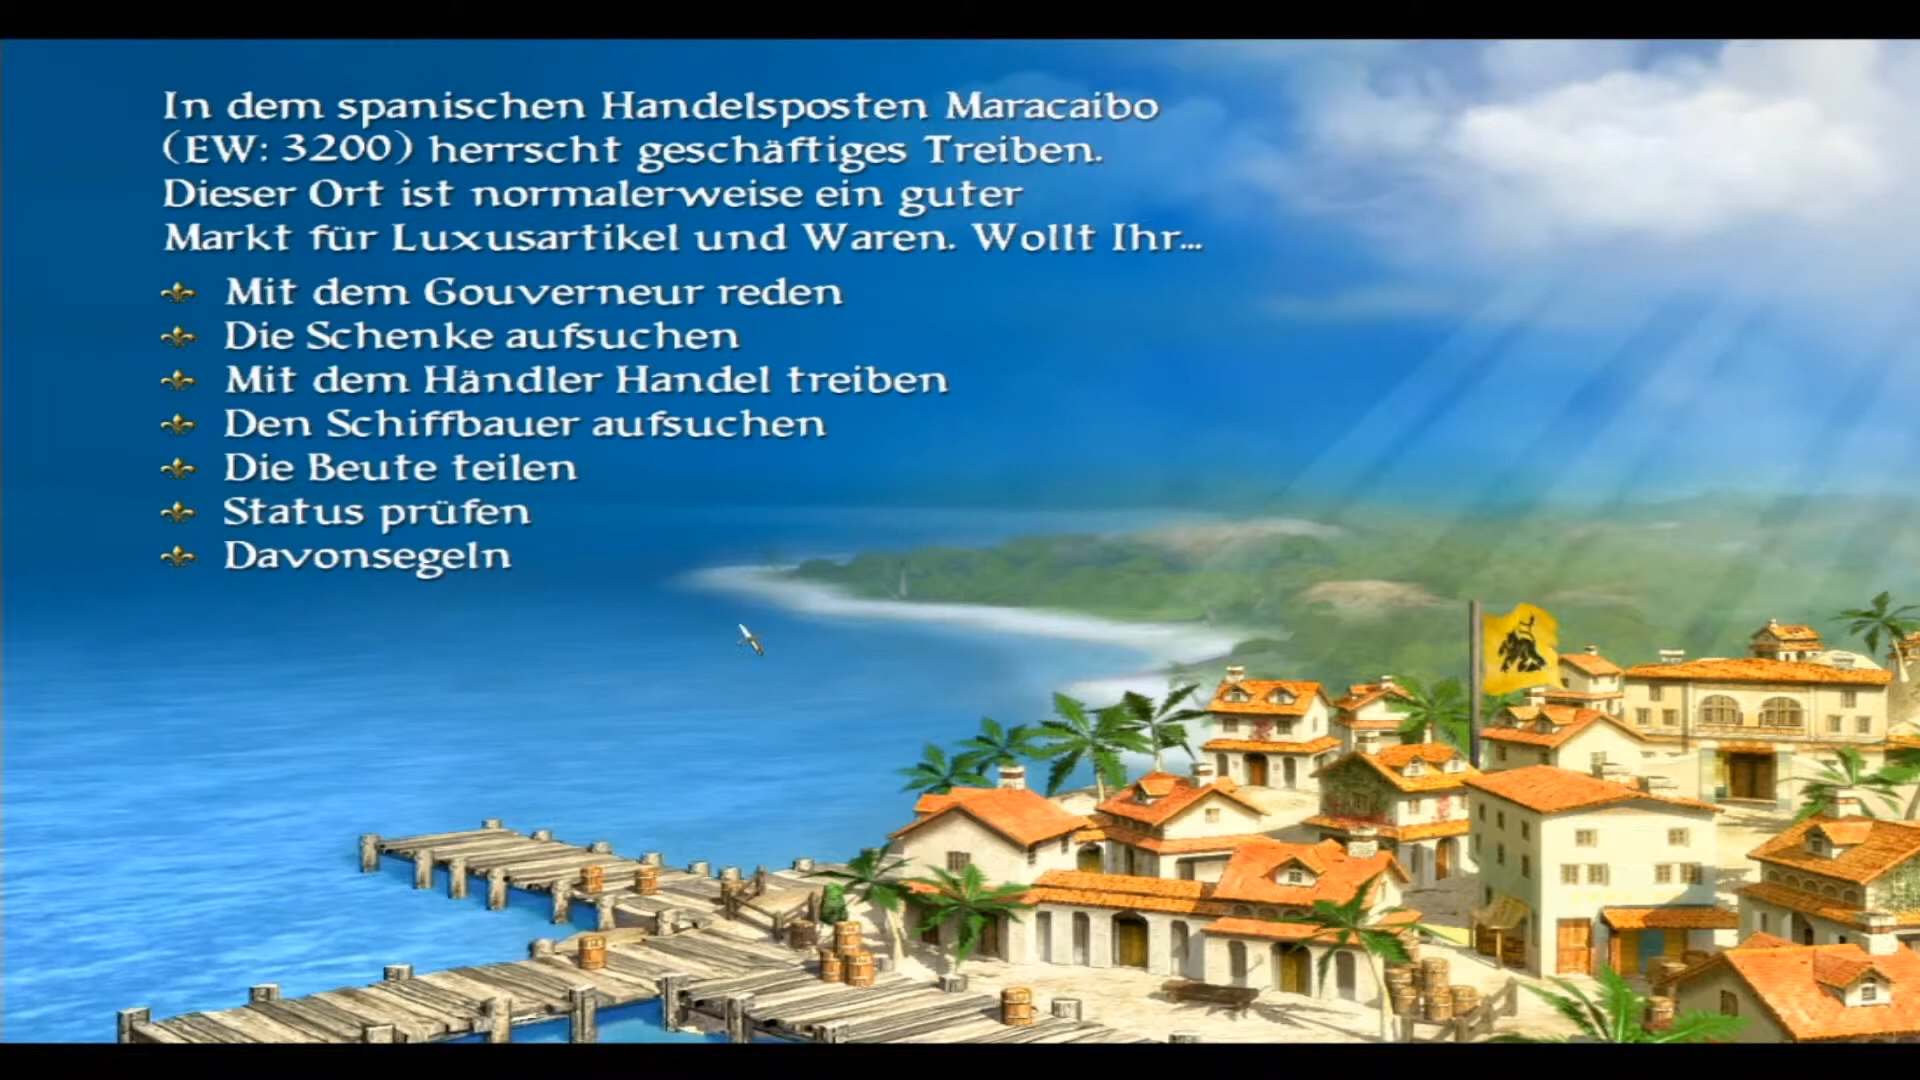 In dem spanischen Handelsposten Maracaibo
(EW: 3200) herrscht geschäftiges Treiben.
Dieser Ort ist normalerweise ein guter
Markt für Luxusartikel und Waren. Wollt Ihr...
Mit dem Gouverneur reden
Die Schenke aufsuchen
Mit dem Händler Handel treiben
Den Schiffbauer aufsuchen
Die Beute teilen
Status prüfen
Davonsegeln